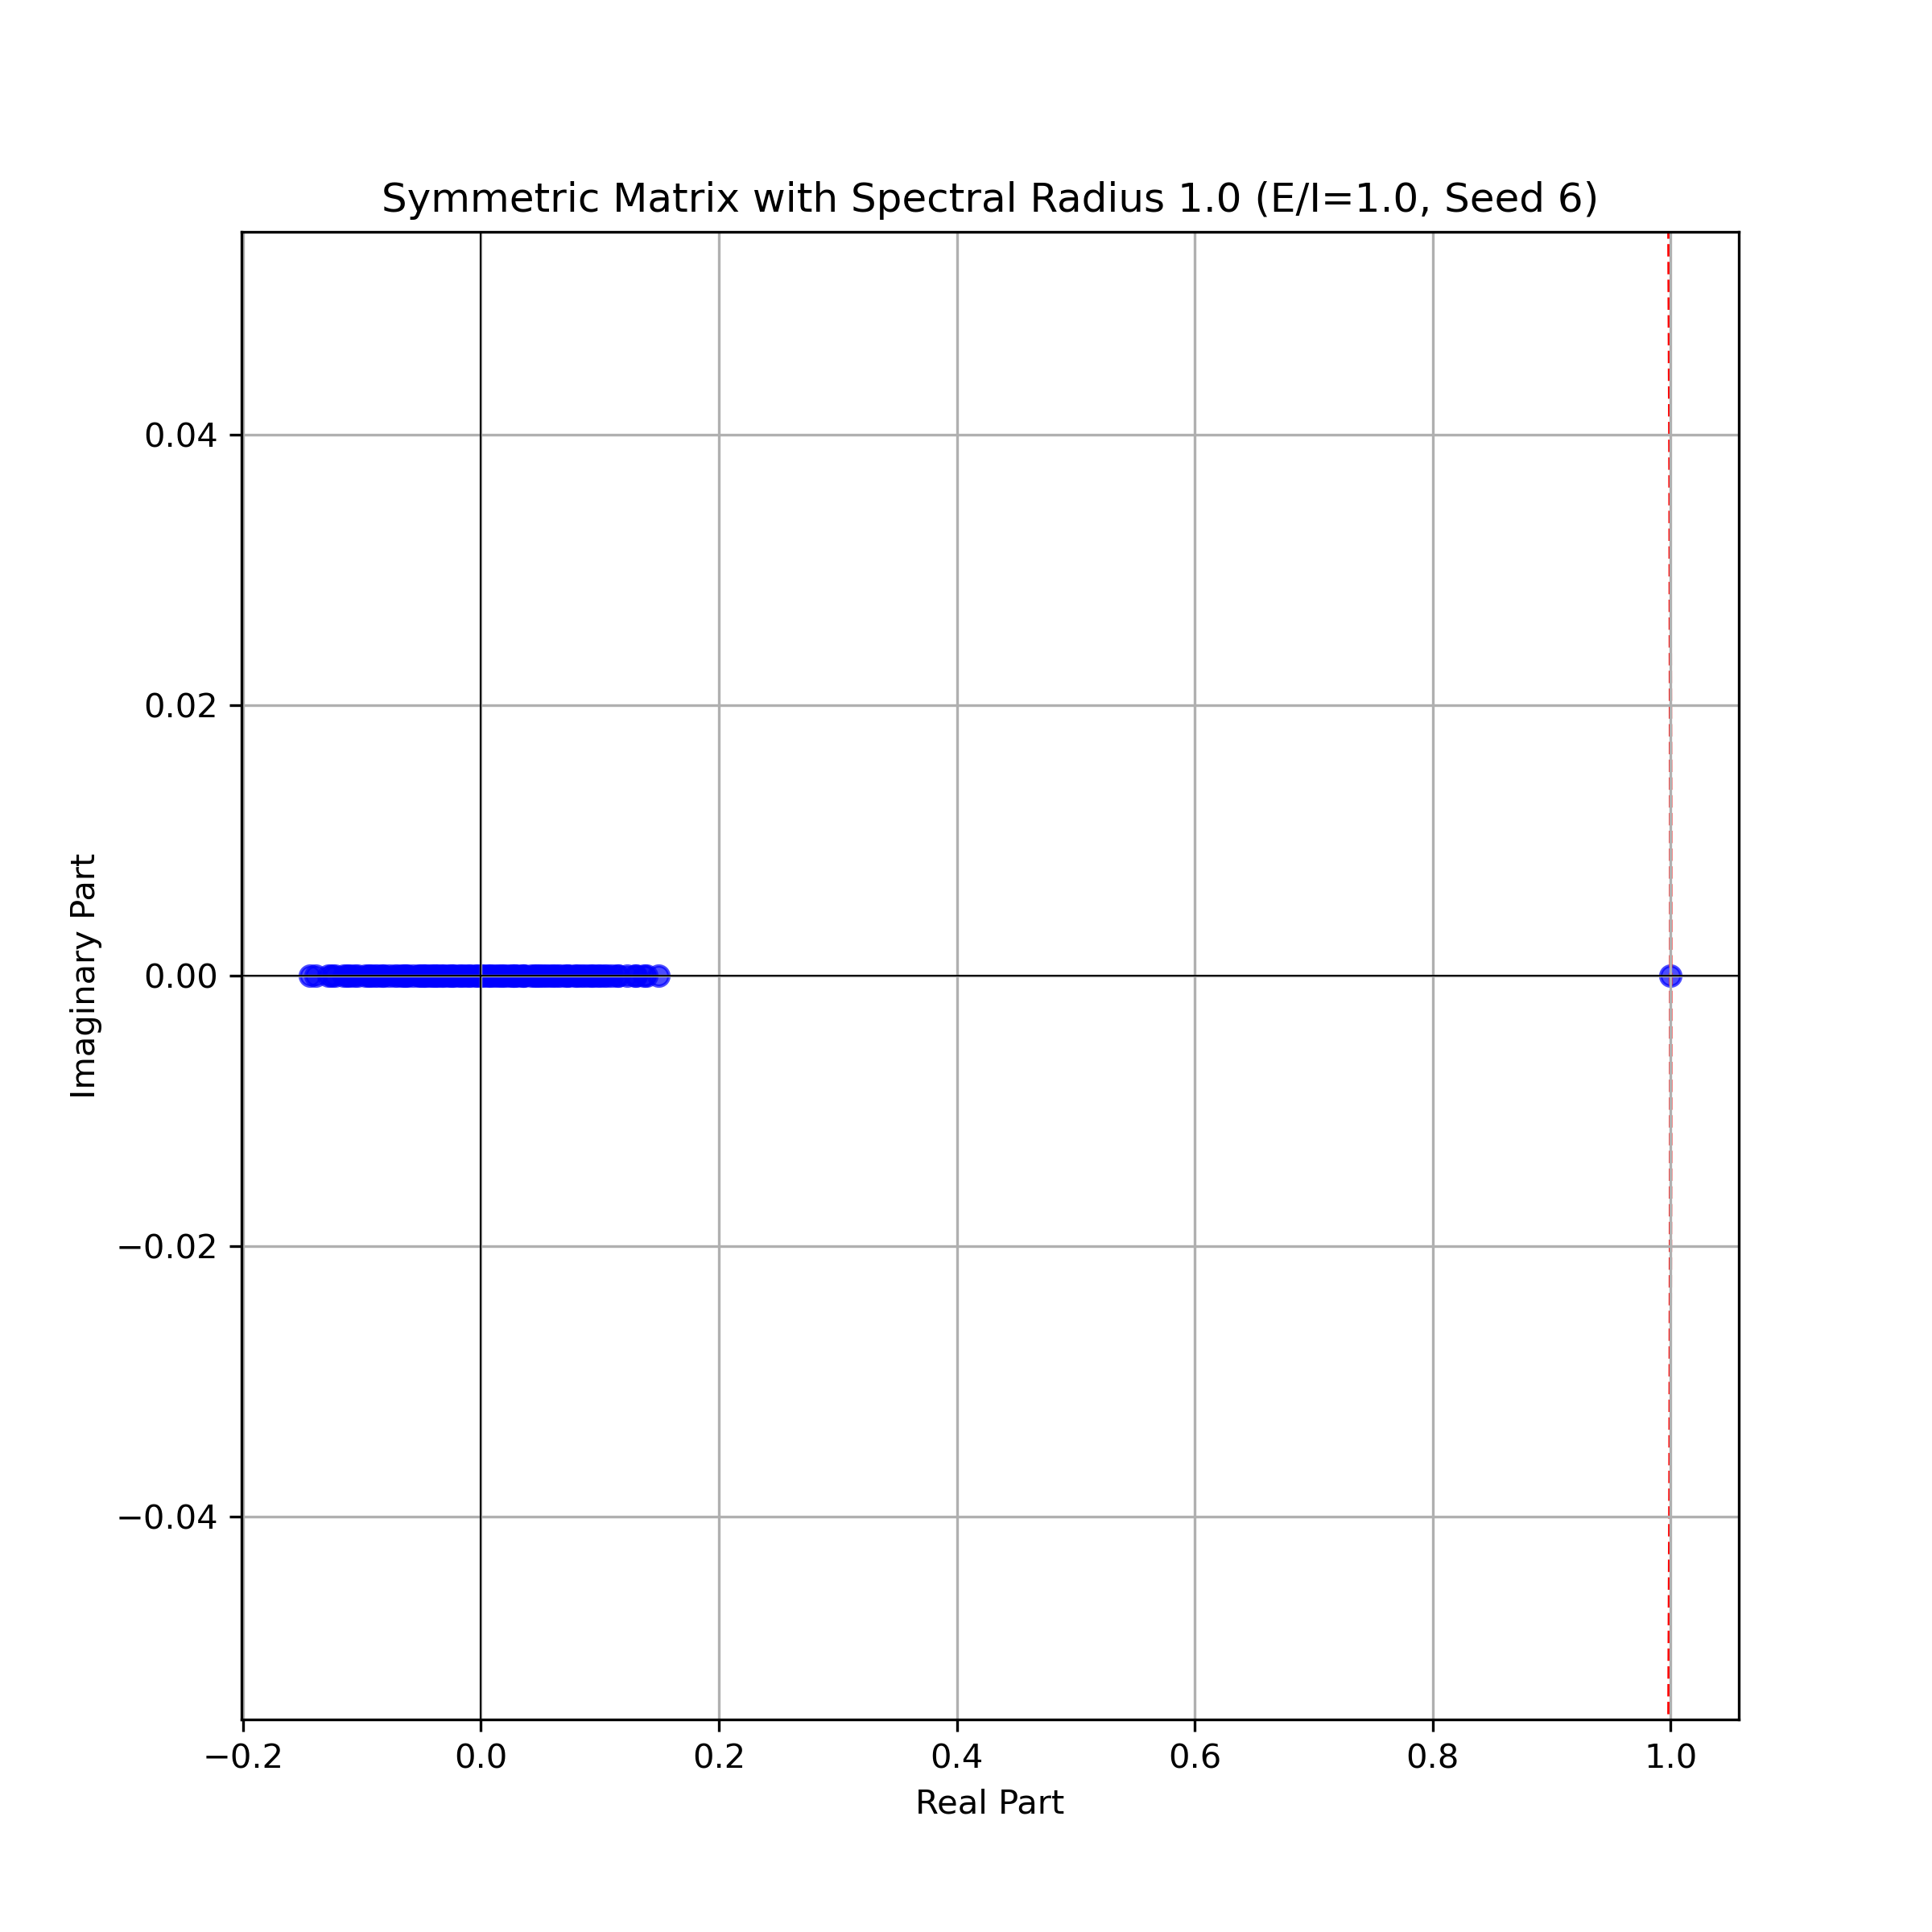 Symmetric Matrix with Spectral Radius 1.0 (E/I=1.0, Seed 6)
0.04
0.02
0.00
−0.02
−0.04
Imaginary Part
−0.2 0.0 0.2 0.4 0.6 0.8 1.0
Real Part